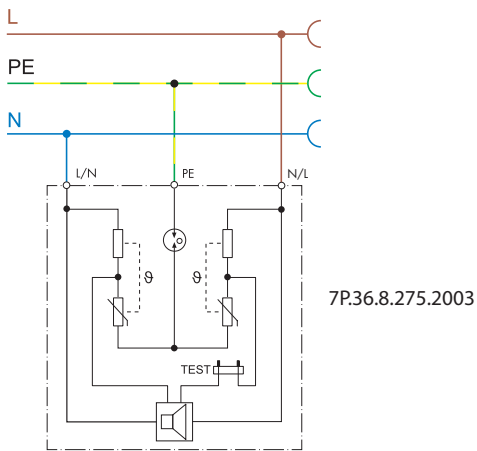 L
PE
N
L/N PE N/L
ϑ ϑ
7P.36.8.275.2003
TEST